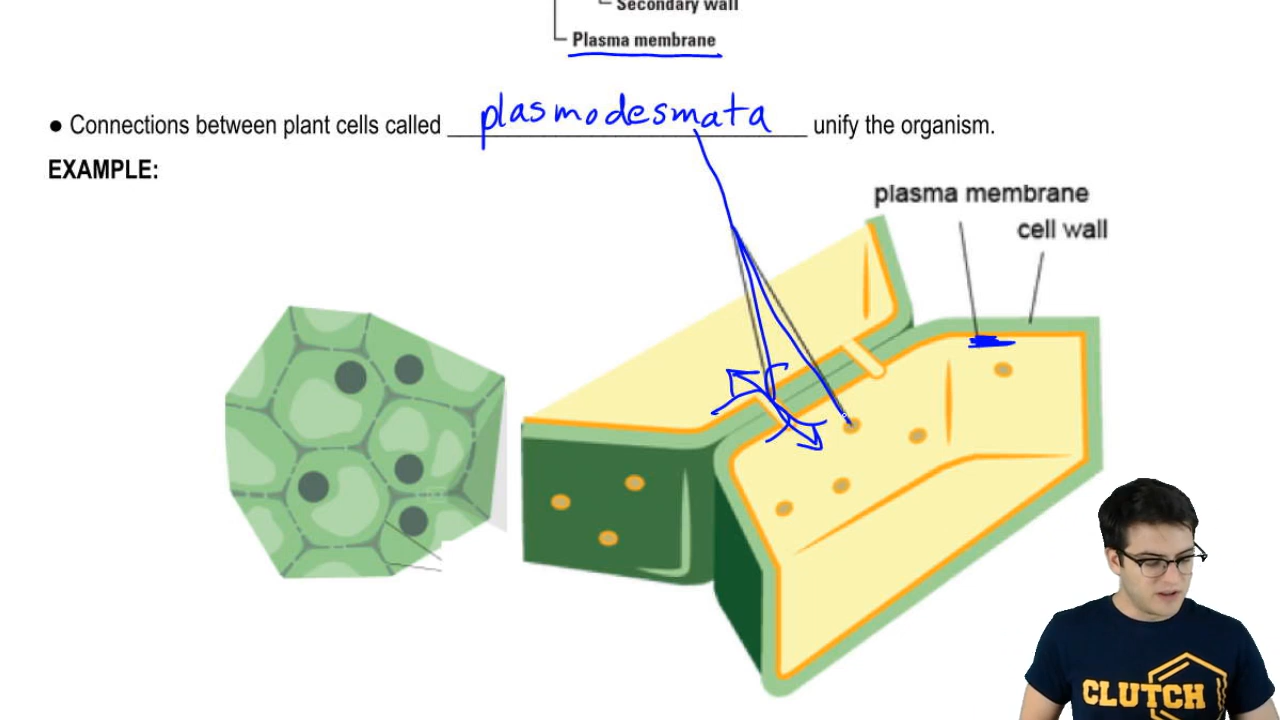 Secondary wall
Plasma membrane
● Connections between plant cells called plasmodesmata unify the organism.
EXAMPLE:
plasma membrane
cell wall
CLUTCH